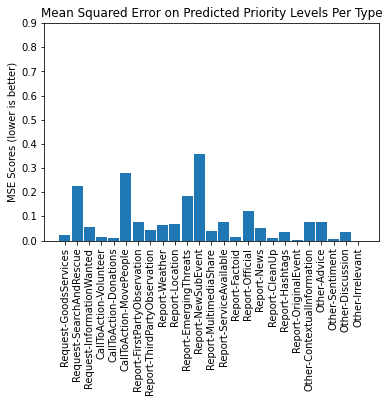 Mean Squared Error on Predicted Priority Levels Per Type
MSE Scores (lower is better)
0.9
0.8
0.7
0.6
0.5
0.4
0.3
0.2
0.1
0.0
Request-GoodsServices
Request-SearchAndRescue
Request-InformationWanted
CallToAction-Volunteer
CallToAction-Donations
CallToAction-MovePeople
Report-FirstPartyObservation
Report-ThirdPartyObservation
Report-Weather
Report-Location
Report-EmergingThreats
Report-NewSubEvent
Report-MultimediaShare
Report-ServiceAvailable
Report-Factoid
Report-Official
Report-News
Report-CleanUp
Report-Hashtags
Report-OriginalEvent
Other-ContextualInformation
Other-Advice
Other-Sentiment
Other-Discussion
Other-Irrelevant